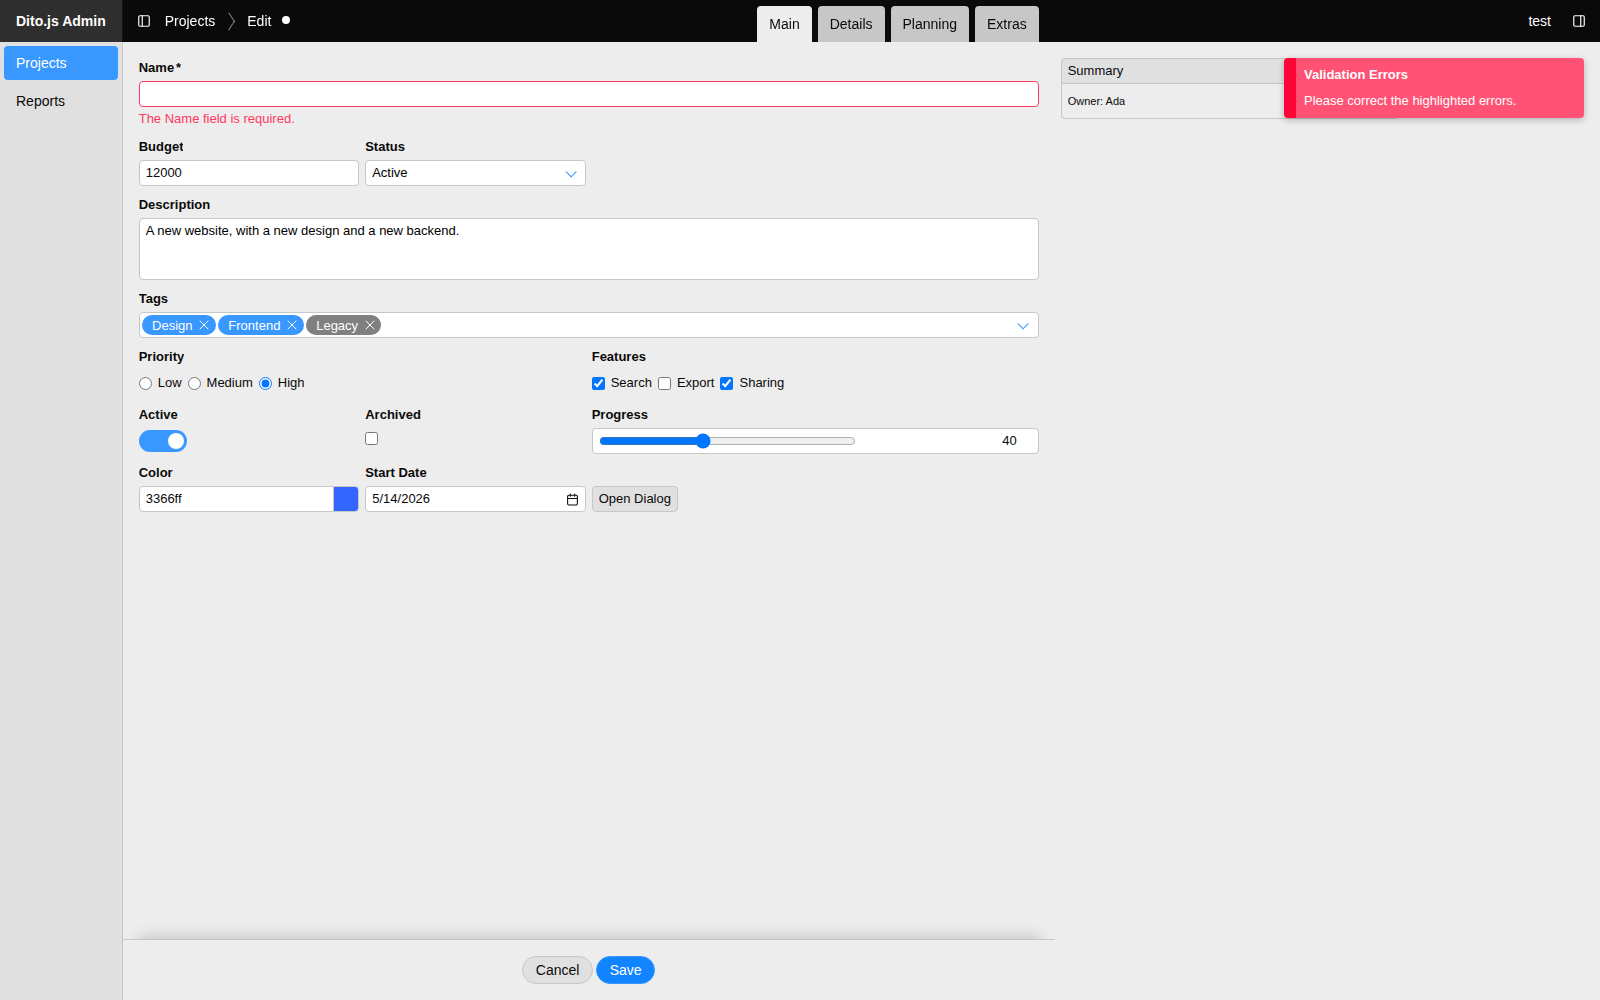 Dito.js Admin
Projects Edit
Main Details Planning Extras
test
Projects
Reports
Name *
The Name field is required.
Budget Status
12000 Active
Description
A new website, with a new design and a new backend.
Tags
Design Frontend Legacy
Priority Features
Low Medium High Search Export Sharing
Active Archived Progress
40
Color Start Date
3366ff 5/14/2026 Open Dialog
Summary
Owner: Ada
Validation Errors
Please correct the highlighted errors.
Cancel Save